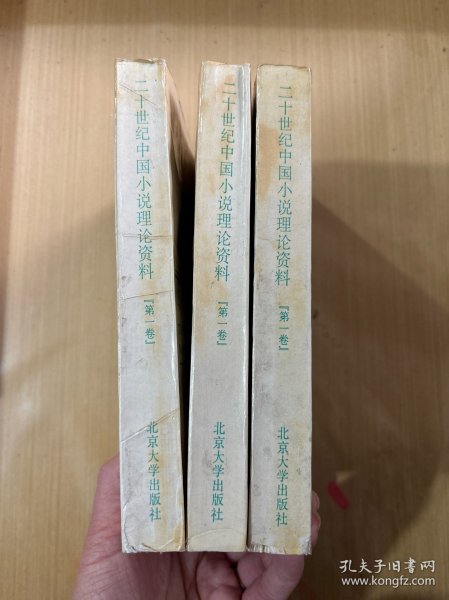 二十世纪中国小说理论资料
『第一卷』
北京大学出版社
二十世纪中国小说理论资料
『第一卷』
北京大学出版社
二十世纪中国小说理论资料
『第一卷』
北京大学出版社
孔夫子旧书网
www.kongfz.com